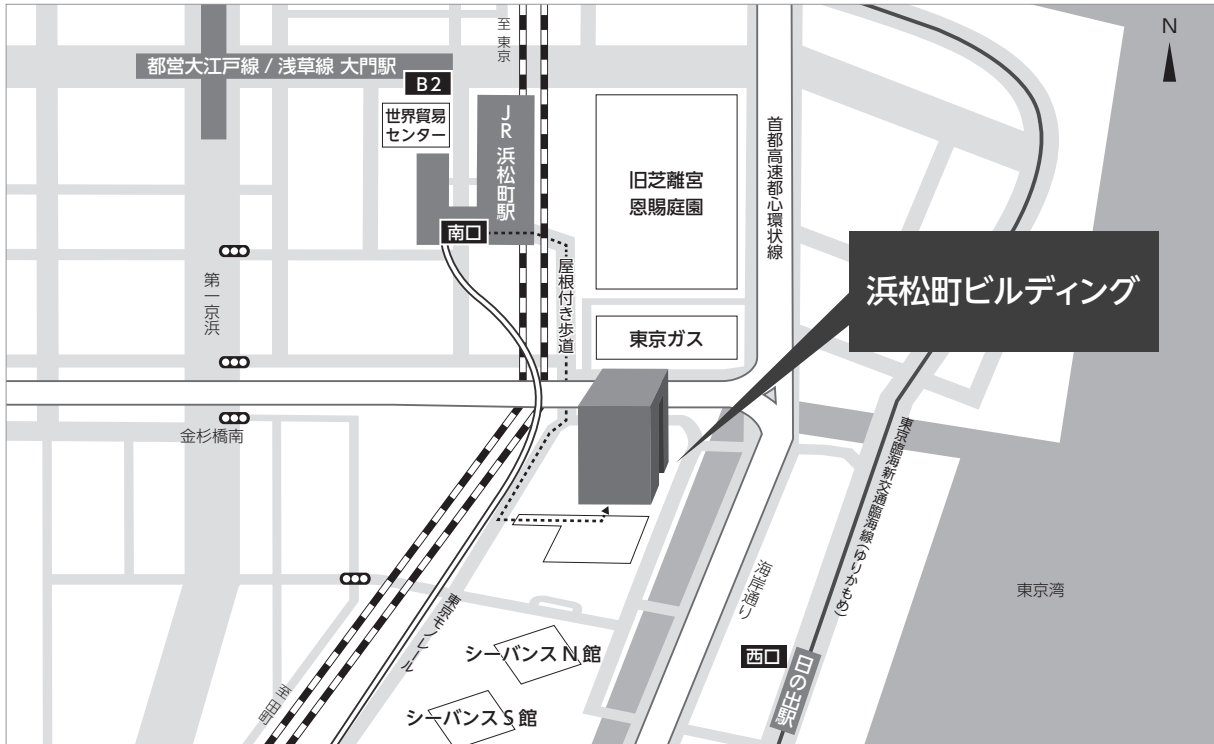 至 東京
N
都営大江戸線 / 浅草線 大門駅
B2
世界貿易
センター
JR 浜松町駅
旧芝離宮
恩賜庭園
首都高速都心環状線
南口
屋根付き歩道
第一京浜
浜松町ビルディング
東京ガス
金杉橋南
東京臨海新交通臨海線(ゆりかもめ)
海岸通り
東京湾
東京モノレール
シーバンスN館
西口
日の出駅
至 田町
シーバンスS館